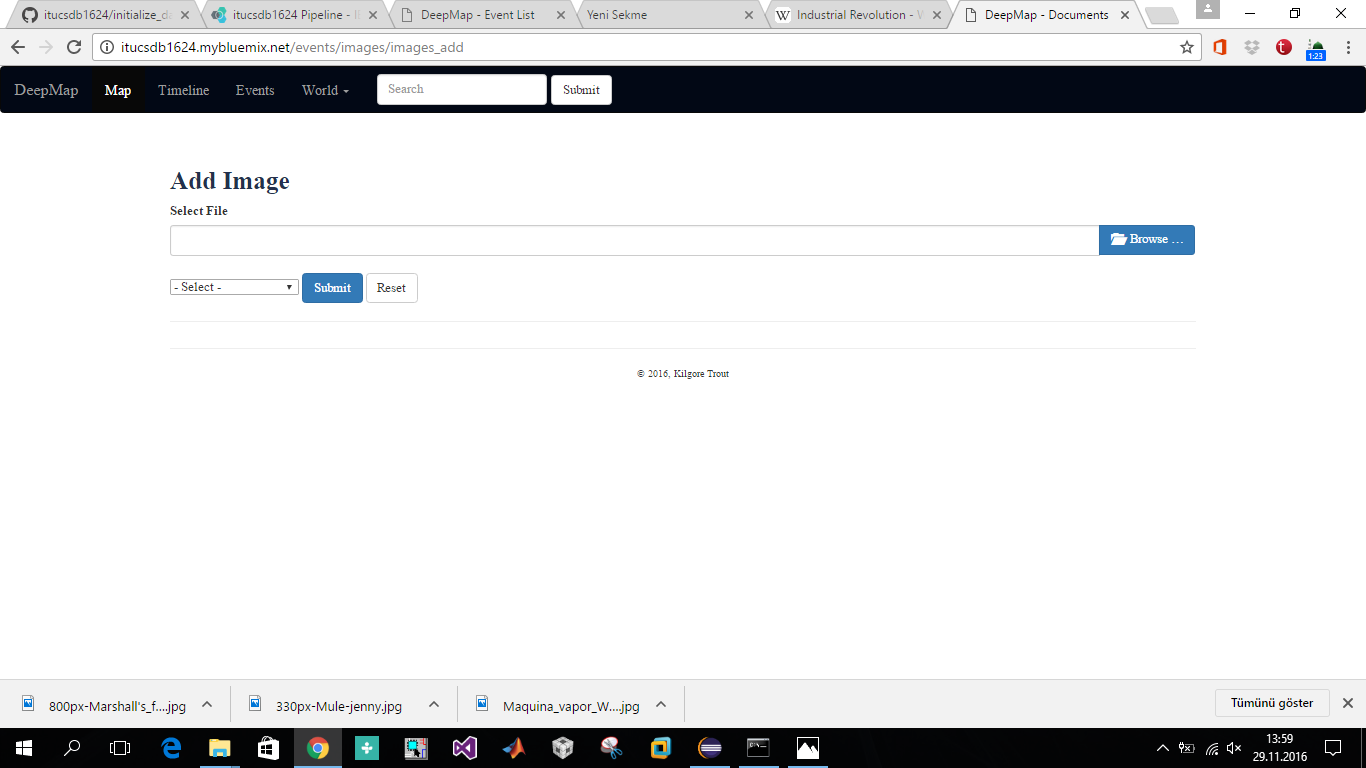 itucsdb1624/initialize_da
itucsdb1624 Pipeline - I
DeepMap - Event List
Yeni Sekme
Industrial Revolution - W
DeepMap - Documents
itucsdb1624.mybluemix.net/events/images/images_add
1:23
DeepMap Map Timeline Events World Search Submit
Add Image
Select File
Browse ...
- Select - Submit Reset
© 2016, Kilgore Trout
800px-Marshall's_f....jpg
330px-Mule-jenny.jpg
Maquina_vapor_W....jpg
Tümünü göster
13:59
29.11.2016